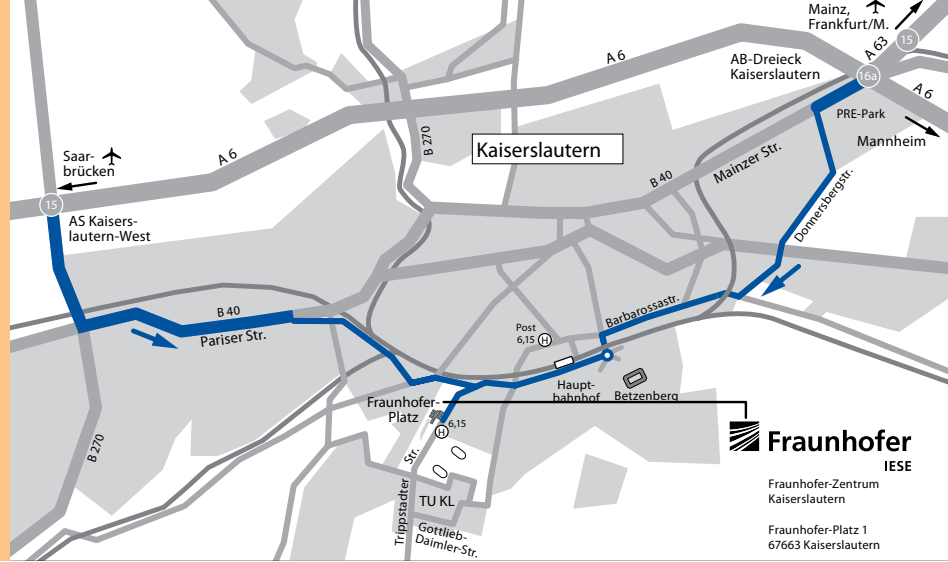 Mainz,
Frankfurt/M.
A 63
15
AB-Dreieck
Kaiserslautern
16a
A 6
A 6
PRE-Park
Mannheim
B 270
Kaiserslautern
Mainzer Str.
B 40
Saar-
brücken
A 6
15
AS Kaisers-
lautern-West
Donnersbergstr.
B 40
Pariser Str.
Barbarossastr.
Post
6,15
H
Haupt-
bahnhof
Betzenberg
Fraunhofer-
Platz
6,15
H
B 270
Trippstadter
Str.
TU KL
Gottlieb-
Daimler-Str.
Fraunhofer
IESE
Fraunhofer-Zentrum
Kaiserslautern
Fraunhofer-Platz 1
67663 Kaiserslautern